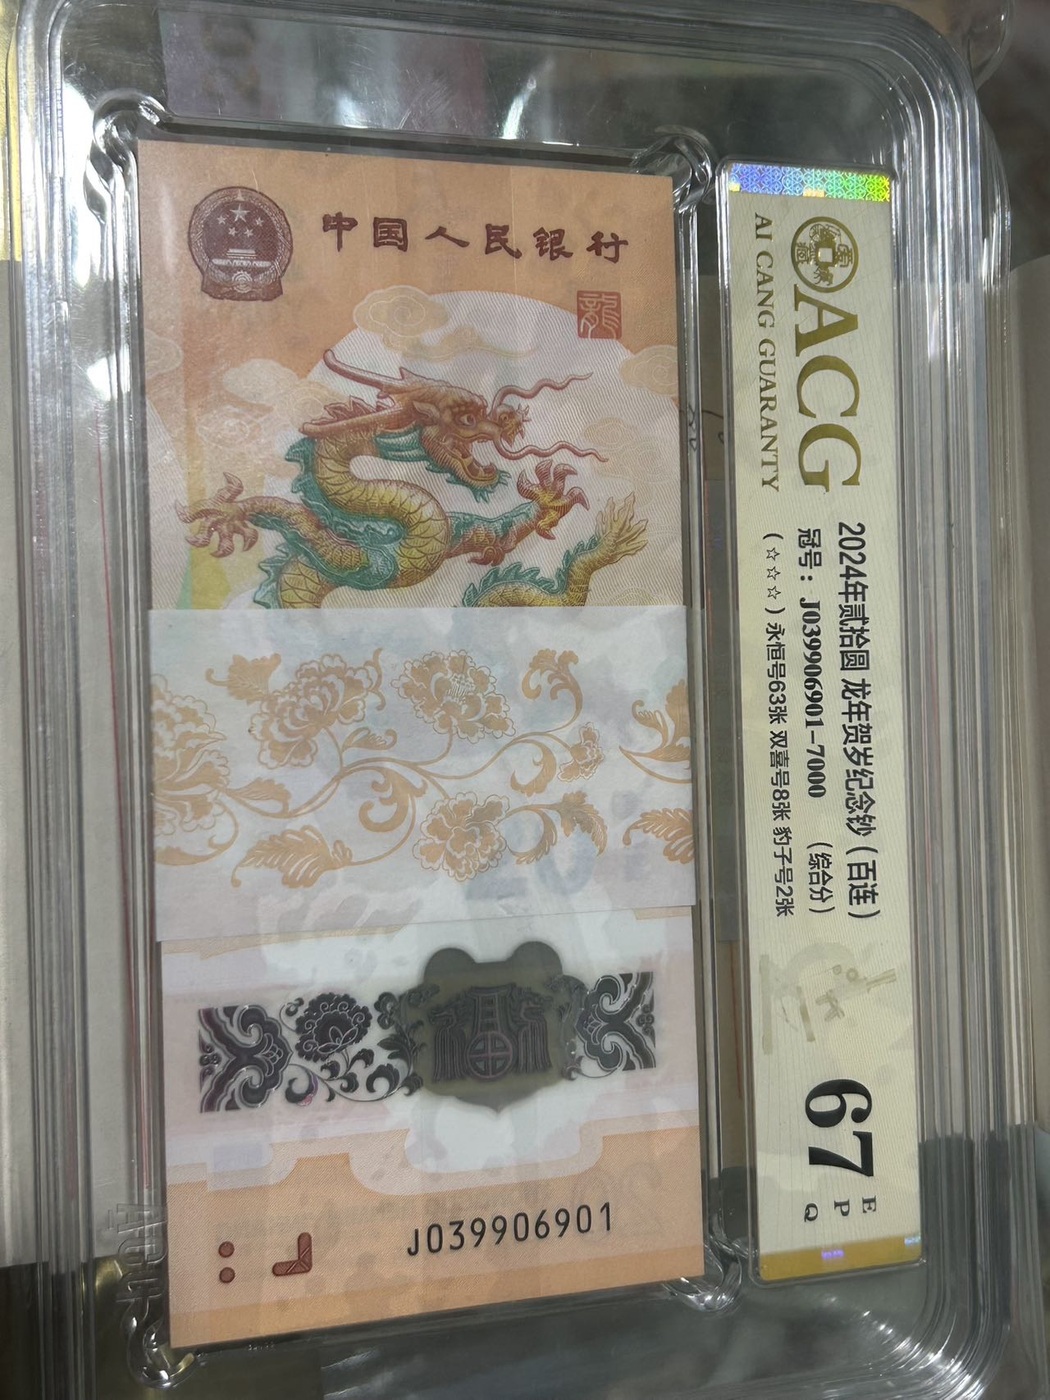 中国人民银行
龍
J039906901
ACG
AI CANG GUARANTY
2024年贰拾圆 龙年贺岁纪念钞（百连）
冠号：J039906901-7000 （综合分）
（☆☆☆）永恒号63张 双喜号8张 豹子号2张
67
E
P
Q